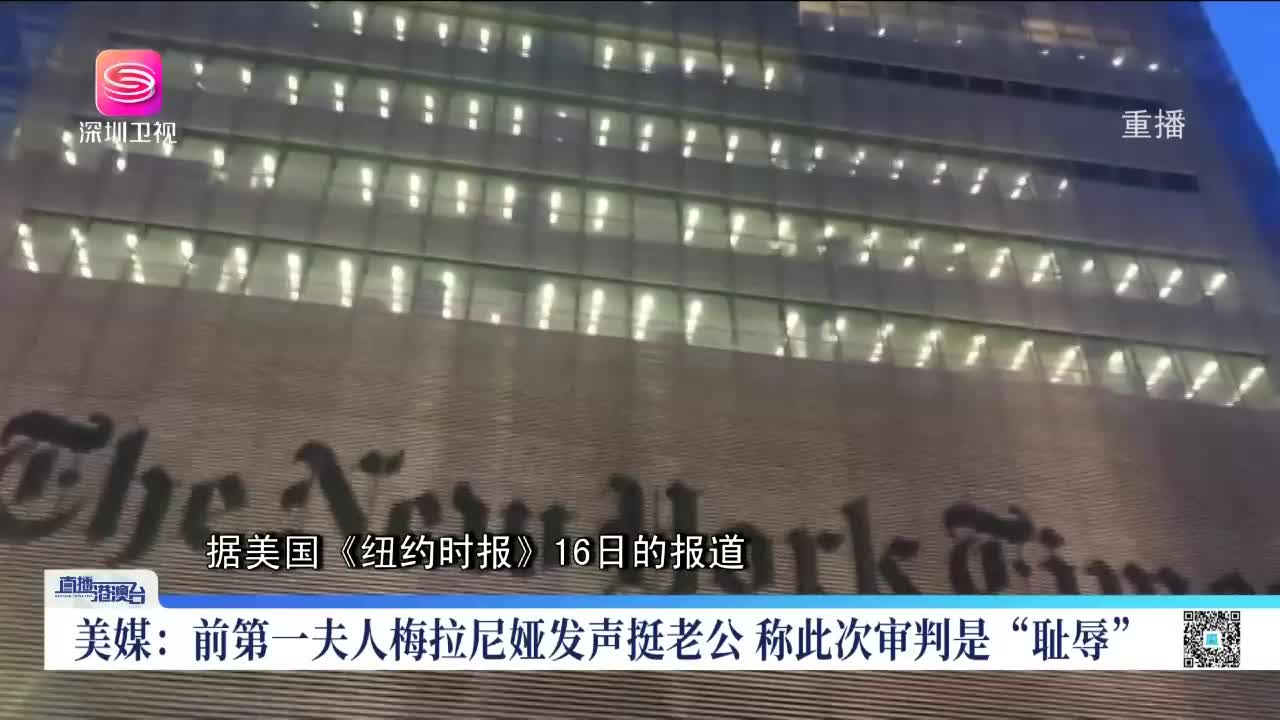 深圳卫视
重播
The New York Times
据美国《纽约时报》16日的报道
直播港澳台
美媒：前第一夫人梅拉尼娅发声挺老公 称此次审判是“耻辱”